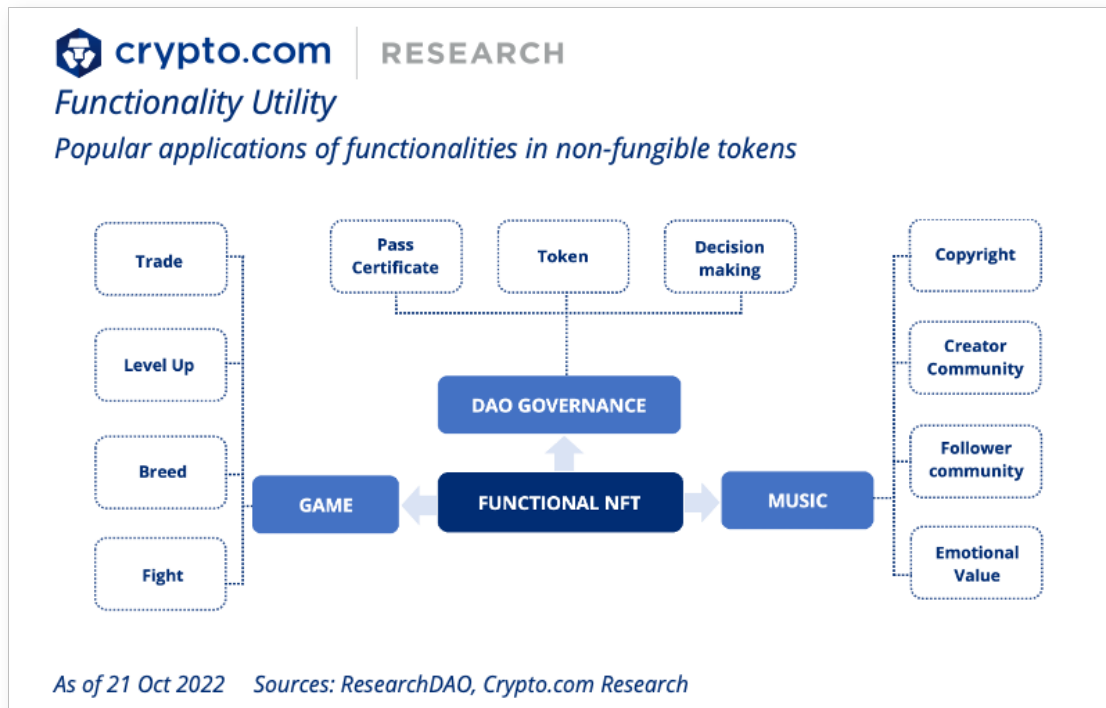 crypto.com | RESEARCH
Functionality Utility
Popular applications of functionalities in non-fungible tokens
Trade
Level Up
Breed
Fight
GAME
Pass
Certificate
Token
Decision
making
DAO GOVERNANCE
FUNCTIONAL NFT
MUSIC
Copyright
Creator
Community
Follower
community
Emotional
Value
As of 21 Oct 2022 Sources: ResearchDAO, Crypto.com Research